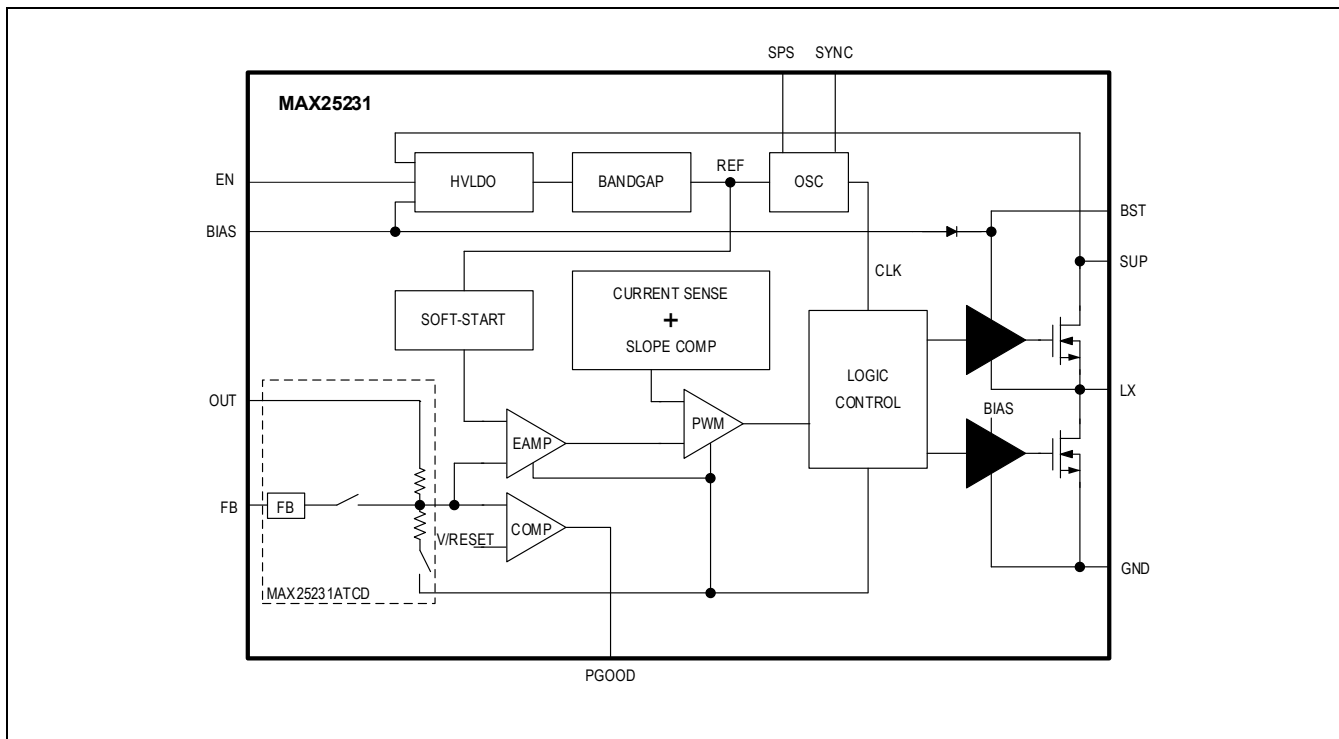 SPS SYNC
MAX25231
EN
HVLDO
BANDGAP
REF
OSC
BIAS
BST
SUP
CLK
SOFT-START
CURRENT SENSE
+
SLOPE COMP
LOGIC
CONTROL
OUT
EAMP
PWM
BIAS
LX
FB
FB
COMP
V/RESET
MAX25231ATCD
GND
PGOOD